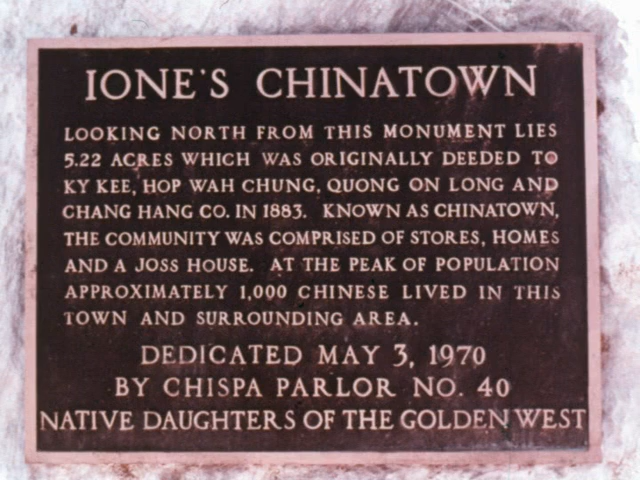 IONE'S CHINATOWN
LOOKING NORTH FROM THIS MONUMENT LIES
5.22 ACRES WHICH WAS ORIGINALLY DEEDED TO
KY KEE, HOP WAH CHUNG, QUONG ON LONG AND
CHANG HANG CO. IN 1883. KNOWN AS CHINATOWN,
THE COMMUNITY WAS COMPRISED OF STORES, HOMES
AND A JOSS HOUSE. AT THE PEAK OF POPULATION
APPROXIMATELY 1,000 CHINESE LIVED IN THIS
TOWN AND SURROUNDING AREA.
DEDICATED MAY 3, 1970
BY CHISPA PARLOR NO. 40
NATIVE DAUGHTERS OF THE GOLDEN WEST